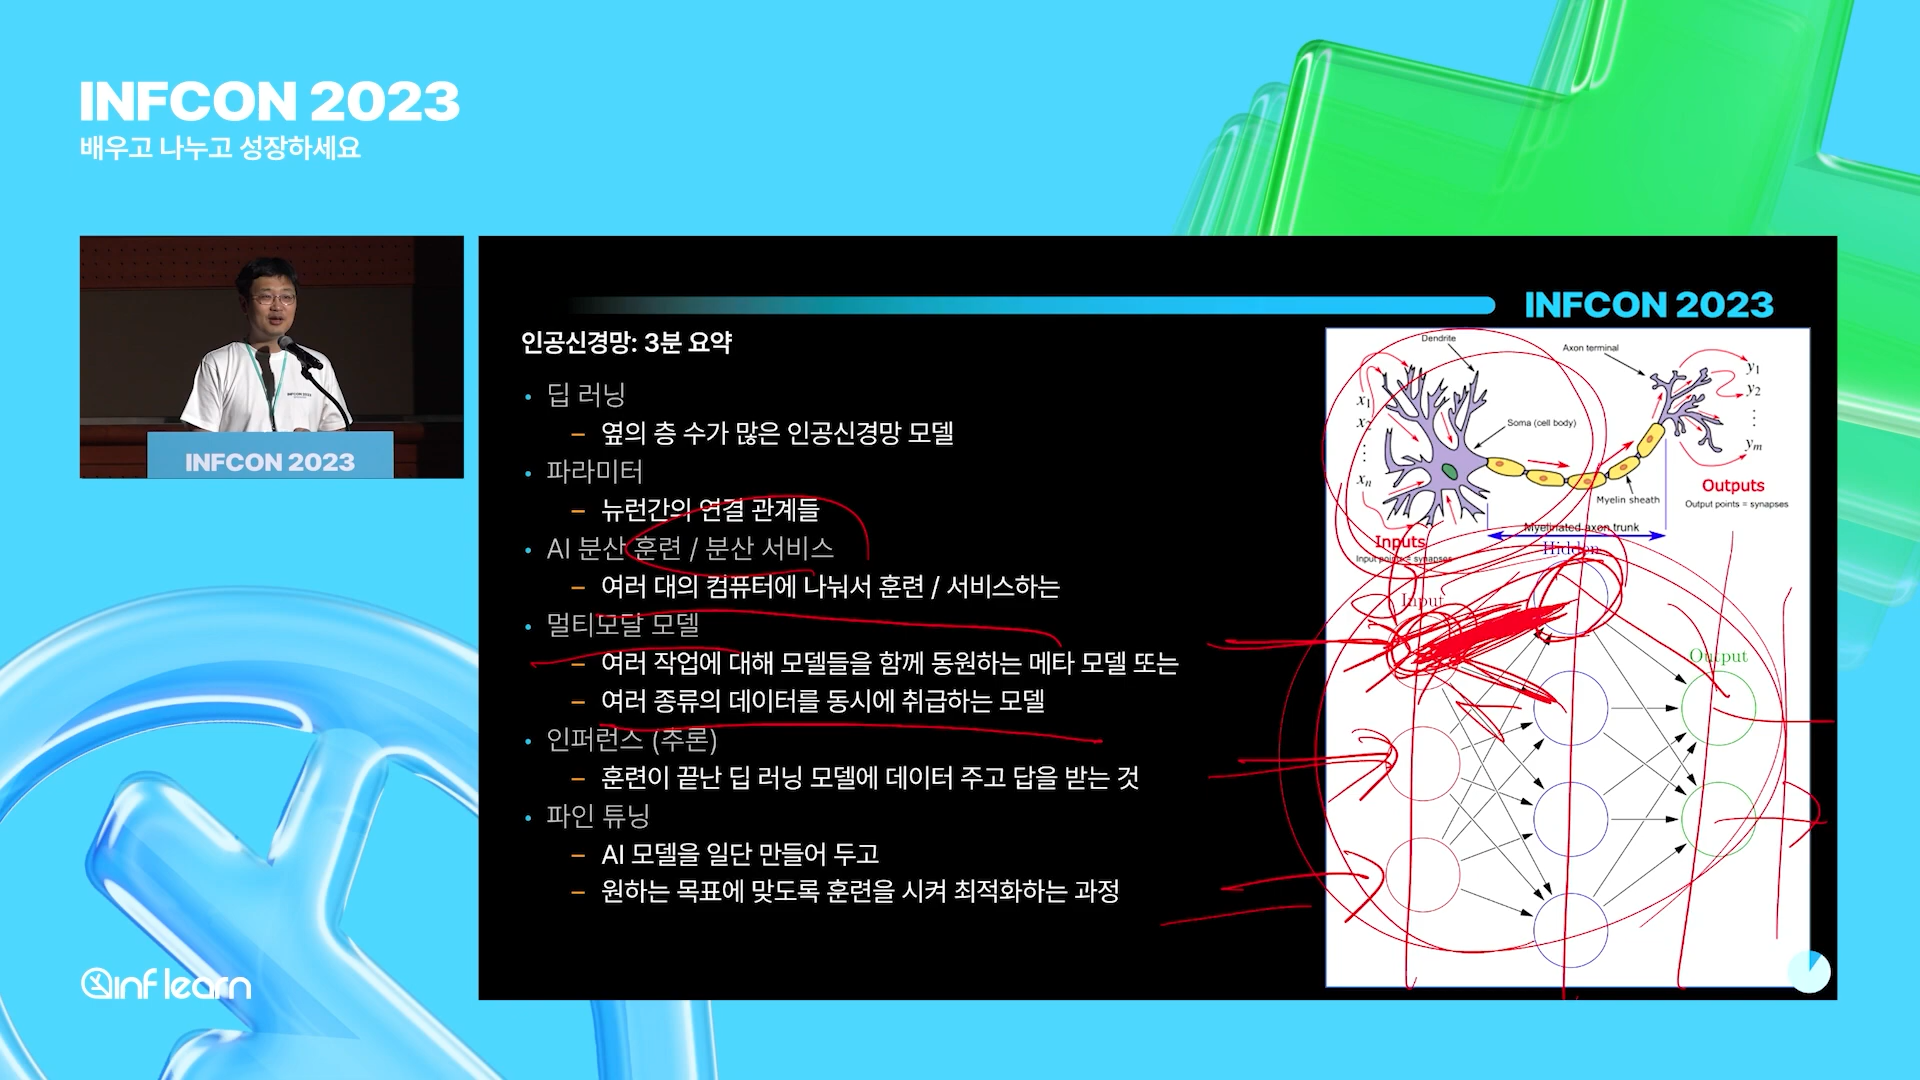 INFCON 2023
배우고 나누고 성장하세요
INFCON 2023
INFCON 2023
인공신경망: 3분 요약
• 딥 러닝
– 옆의 층 수가 많은 인공신경망 모델
• 파라미터
– 뉴런간의 연결 관계들
• AI 분산 훈련 / 분산 서비스
– 여러 대의 컴퓨터에 나눠서 훈련 / 서비스하는
• 멀티모달 모델
– 여러 작업에 대해 모델들을 함께 동원하는 메타 모델 또는
– 여러 종류의 데이터를 동시에 취급하는 모델
• 인퍼런스 (추론)
– 훈련이 끝난 딥 러닝 모델에 데이터 주고 답을 받는 것
• 파인 튜닝
– AI 모델을 일단 만들어 두고
– 원하는 목표에 맞도록 훈련을 시켜 최적화하는 과정
Dendrite
Axon terminal
x1
x2
⋮
xn
Soma (cell body)
y1
y2
⋮
ym
Myelin sheath
Outputs
Output points = synapses
Myelinated axon trunk
Inputs
Input points = synapses
Hidden
Input
Output
inflearn